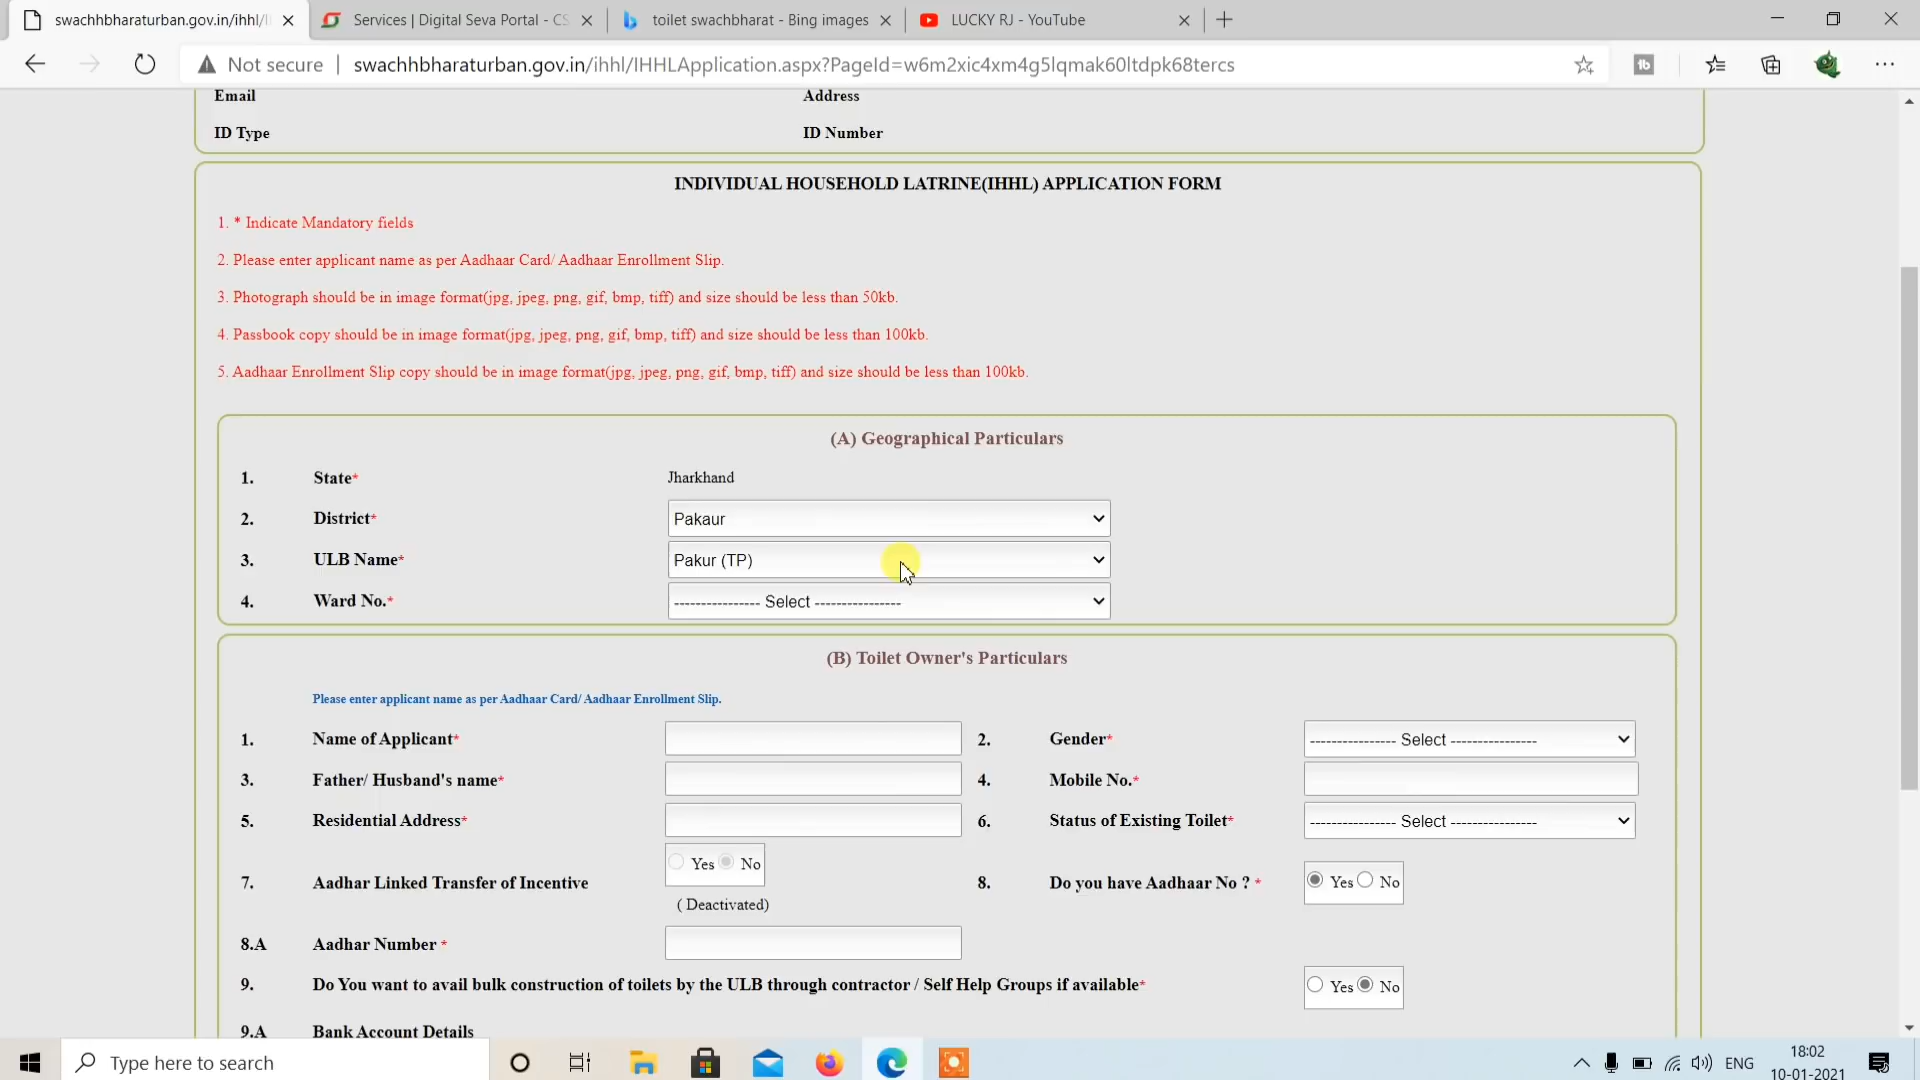 swachhbharaturban.gov.in/ihhl/I
Services | Digital Seva Portal - CS
toilet swachbharat - Bing images
LUCKY RJ - YouTube
Not secure | swachhbharaturban.gov.in/ihhl/IHHLApplication.aspx?PageId=w6m2xic4xm4g5lqmak60ltdpk68tercs
Email Address
ID Type ID Number
INDIVIDUAL HOUSEHOLD LATRINE(IHHL) APPLICATION FORM
1. * Indicate Mandatory fields
2. Please enter applicant name as per Aadhaar Card/ Aadhaar Enrollment Slip.
3. Photograph should be in image format(jpg, jpeg, png, gif, bmp, tiff) and size should be less than 50kb.
4. Passbook copy should be in image format(jpg, jpeg, png, gif, bmp, tiff) and size should be less than 100kb.
5. Aadhaar Enrollment Slip copy should be in image format(jpg, jpeg, png, gif, bmp, tiff) and size should be less than 100kb.
(A) Geographical Particulars
1. State* Jharkhand
2. District* Pakaur
3. ULB Name* Pakur (TP)
4. Ward No.* ---------------- Select ----------------
(B) Toilet Owner's Particulars
Please enter applicant name as per Aadhaar Card/ Aadhaar Enrollment Slip.
1. Name of Applicant* 2. Gender* ---------------- Select ----------------
3. Father/ Husband's name* 4. Mobile No.*
5. Residential Address* 6. Status of Existing Toilet* ---------------- Select ----------------
7. Aadhar Linked Transfer of Incentive Yes No 8. Do you have Aadhaar No ? * Yes No
( Deactivated)
8.A Aadhar Number *
9. Do You want to avail bulk construction of toilets by the ULB through contractor / Self Help Groups if available* Yes No
9.A Bank Account Details
Type here to search
ENG
18:02
10-01-2021